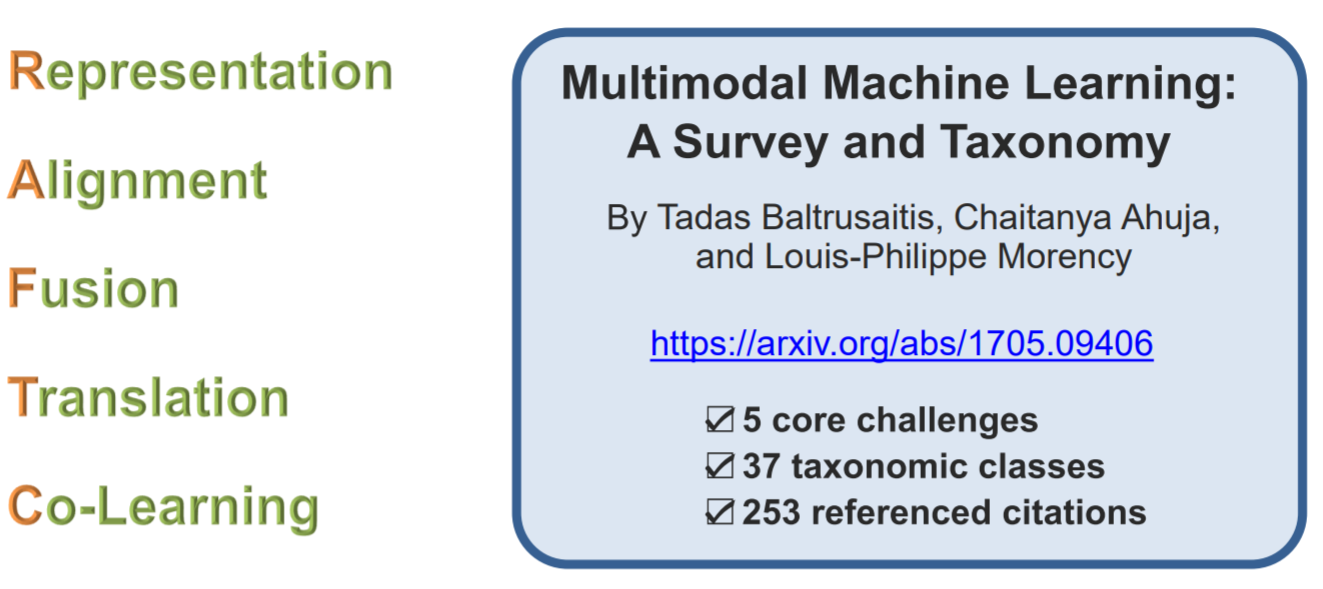 Representation
Alignment
Fusion
Translation
Co-Learning
Multimodal Machine Learning:
A Survey and Taxonomy
By Tadas Baltrusaitis, Chaitanya Ahuja,
and Louis-Philippe Morency
https://arxiv.org/abs/1705.09406
☑ 5 core challenges
☑ 37 taxonomic classes
☑ 253 referenced citations